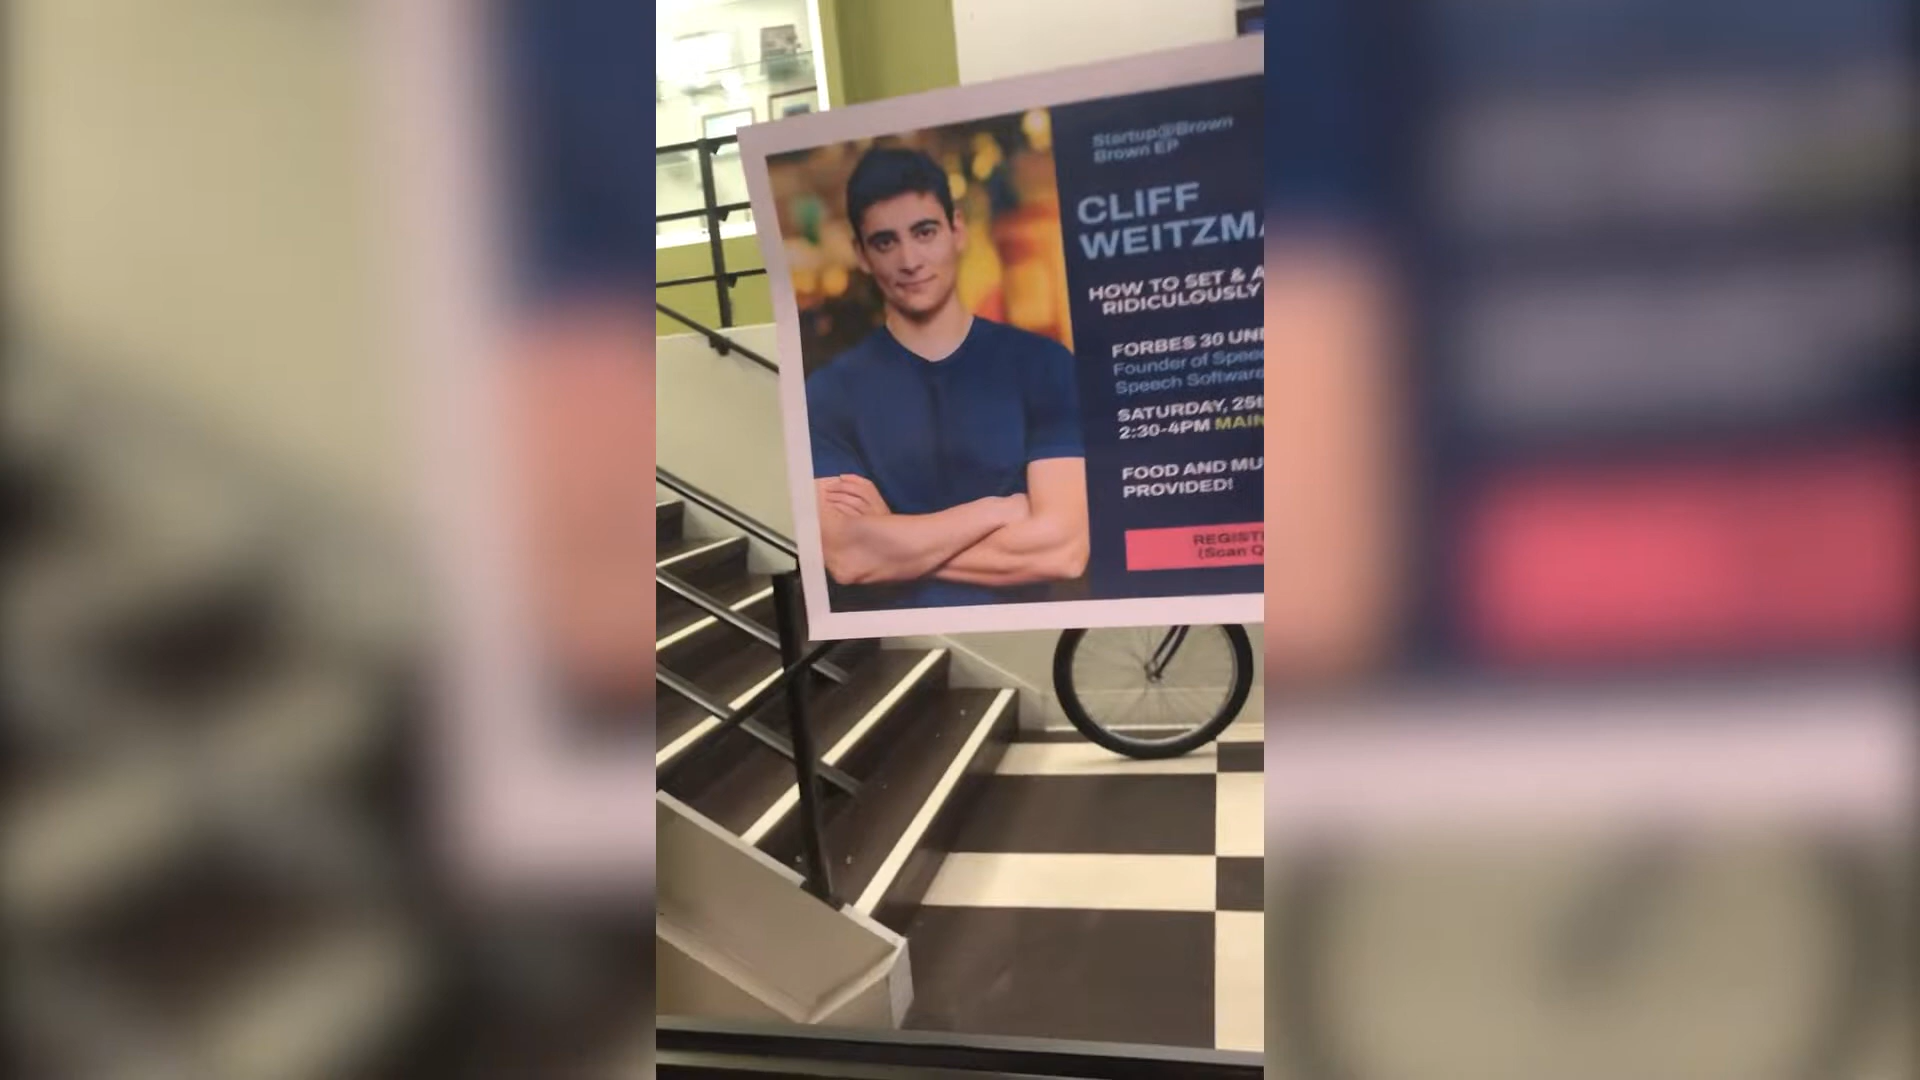 Startup@Brown
Brown EP
CLIFF
WEITZMA
HOW TO SET & A
RIDICULOUSLY
FORBES 30 UN
Founder of Spee
Speech Software
SATURDAY, 25t
2:30-4PM MAIN
FOOD AND MU
PROVIDED!
REGIST
(Scan Q